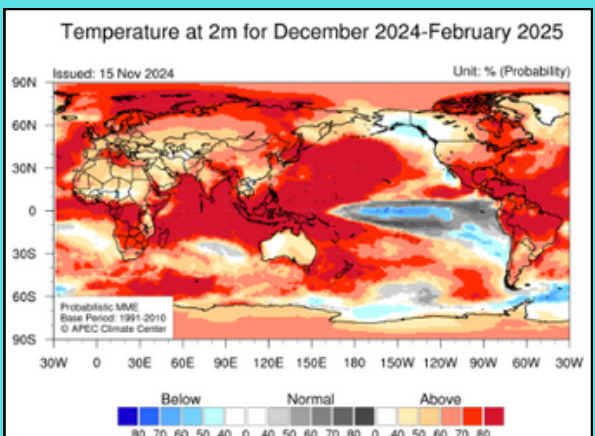 Temperature at 2m for December 2024-February 2025
Issued: 15 Nov 2024 Unit: % (Probability)
90N
60N
30N
0
30S
60S
90S
Probabilistic MME
Base Period: 1991-2010
© APEC Climate Center
30W 0 30E 60E 90E 120E 150E 180 150W 120W 90W 60W 30W
Below Normal Above
80 70 60 50 40 0 40 50 60 70 80 0 40 50 60 70 80